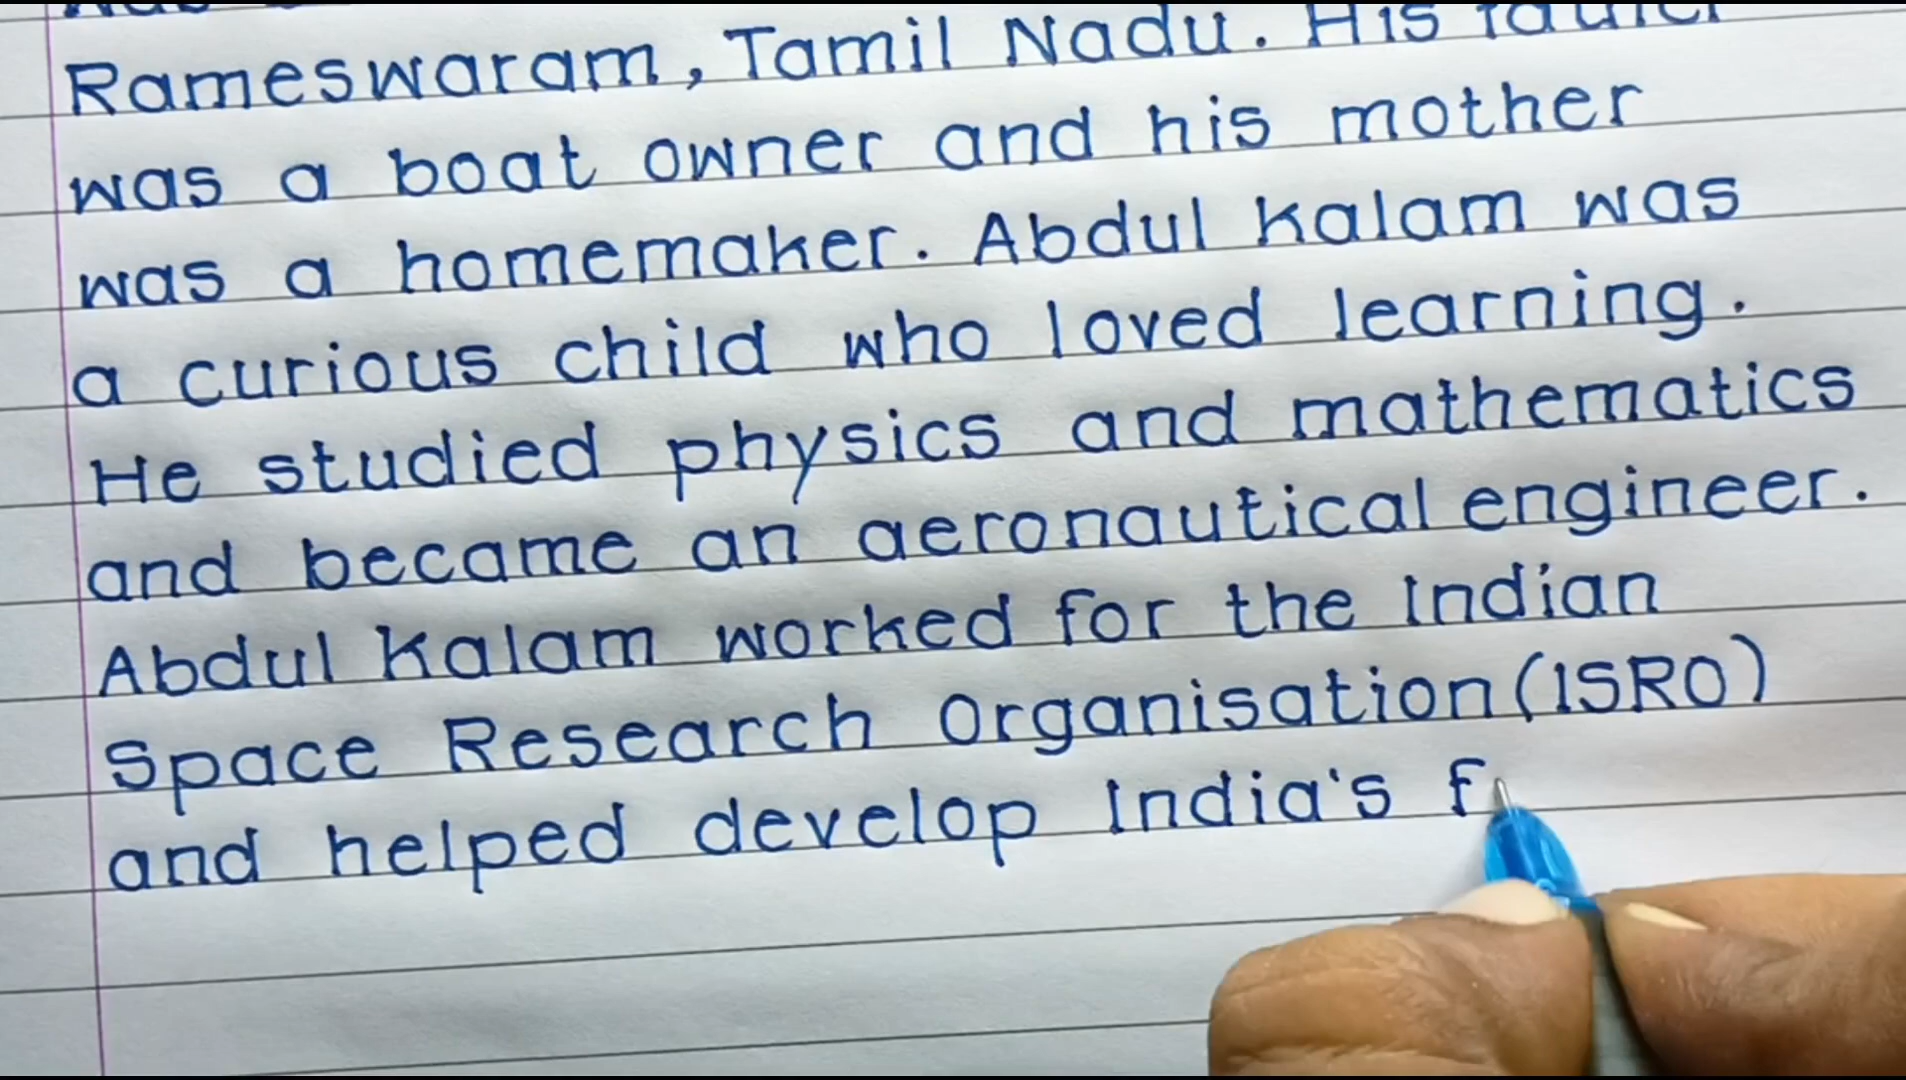 Rameswaram, Tamil Nadu. His father
was a boat owner and his mother
was a homemaker. Abdul Kalam was
a curious child who loved learning.
He studied physics and mathematics
and became an aeronautical engineer.
Abdul Kalam worked for the Indian
Space Research Organisation (ISRO)
and helped develop India's f